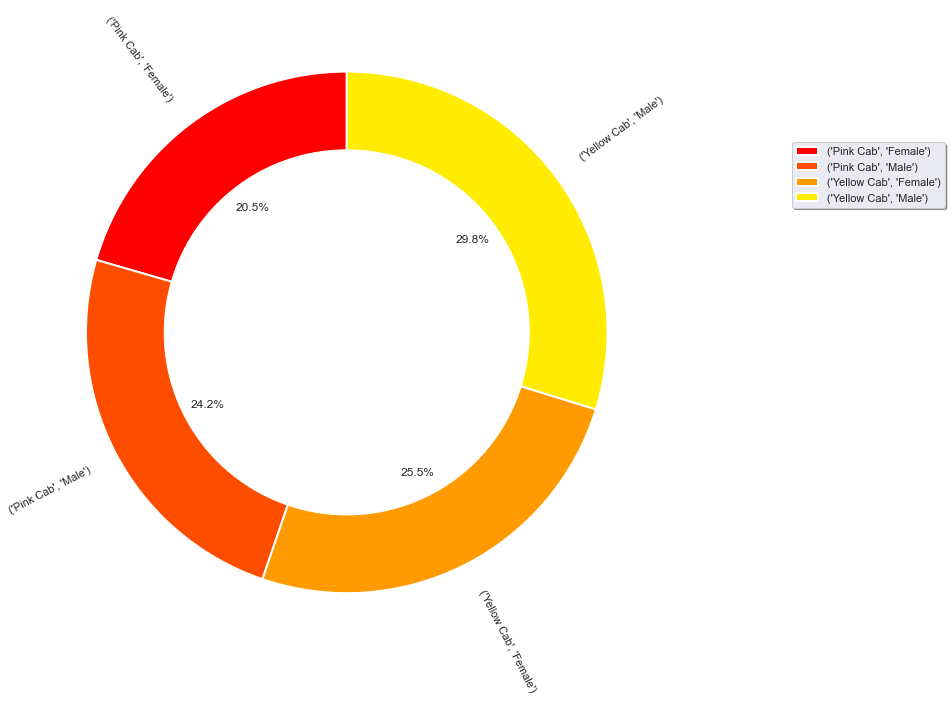 ('Pink Cab', 'Female')
('Yellow Cab', 'Male')
('Pink Cab', 'Female')
('Pink Cab', 'Male')
('Yellow Cab', 'Female')
('Yellow Cab', 'Male')
20.5%
29.8%
24.2%
25.5%
('Pink Cab', 'Male')
('Yellow Cab', 'Female')